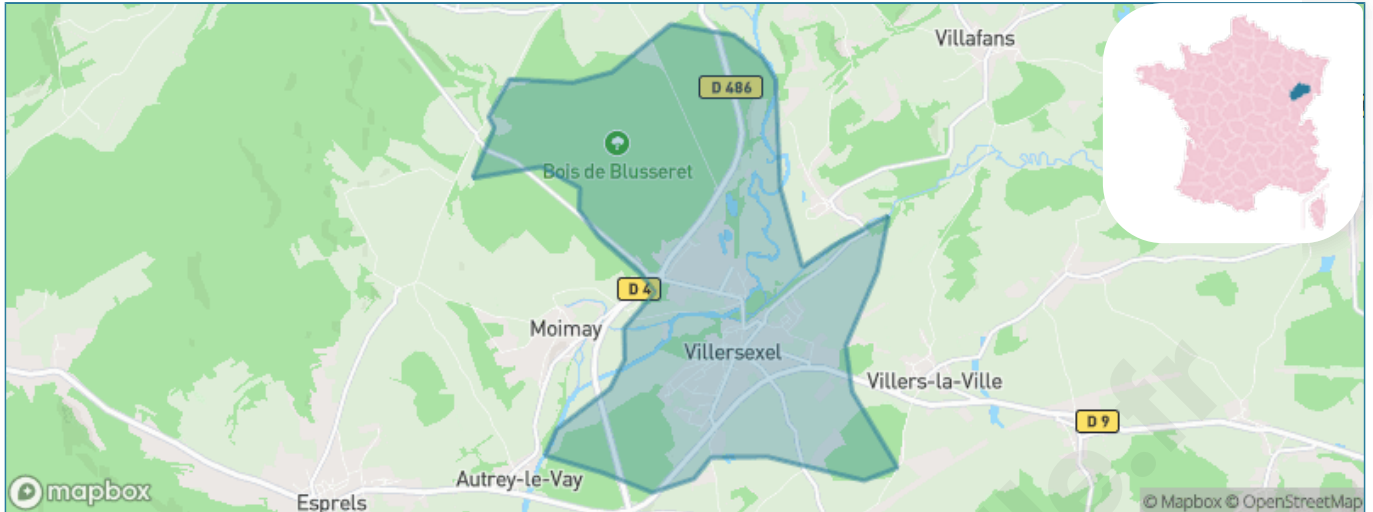 Villafans
D 486
Bois de Blusseret
D 4
Moimay
Villersexel
Villers-la-Ville
D 9
Autrey-le-Vay
Esprels
mapbox
© Mapbox © OpenStreetMap